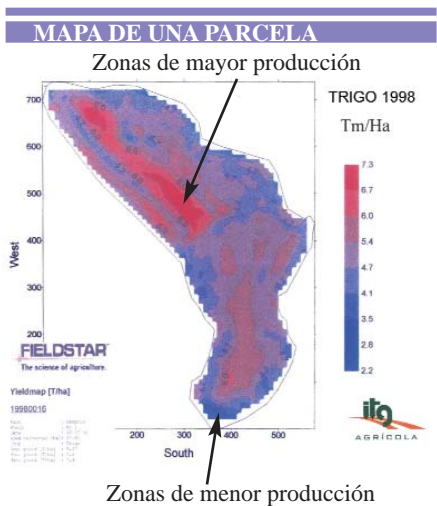 MAPA DE UNA PARCELA
Zonas de mayor producción
TRIGO 1998
Tm/Ha
700
600
500
400
300
200
West
7.3
6.7
6.0
5.4
4.7
4.1
3.5
2.8
2.2
FIELDSTAR
The science of agriculture.
Yieldmap [T/ha]
19980016
200 300 400 500
South
itg
AGRÍCOLA
Zonas de menor producción